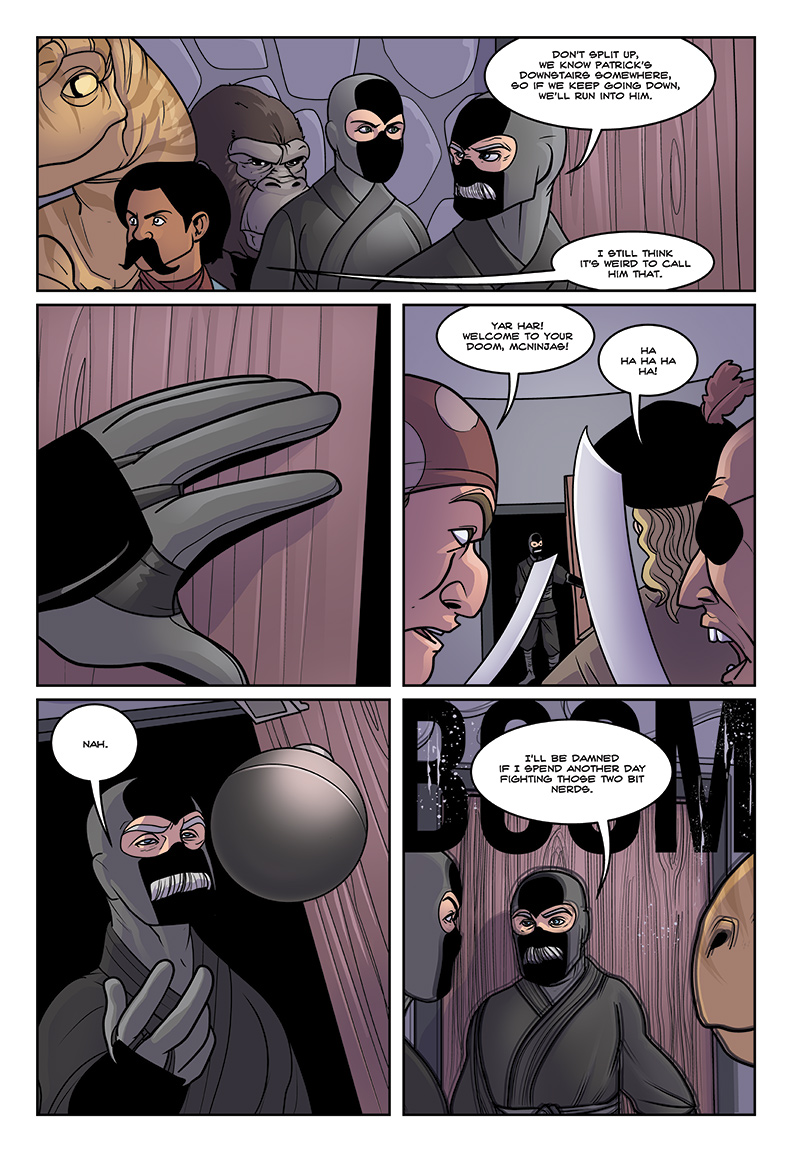 DON'T SPLIT UP,
WE KNOW PATRICK'S
DOWNSTAIRS SOMEWHERE,
SO IF WE KEEP GOING DOWN,
WE'LL RUN INTO HIM.
I STILL THINK
IT'S WEIRD TO CALL
HIM THAT.
YAR HAR!
WELCOME TO YOUR
DOOM, MCNINJAS!
HA
HA HA HA
HA!
NAH.
BOOM
I'LL BE DAMNED
IF I SPEND ANOTHER DAY
FIGHTING THOSE TWO BIT
NERDS.